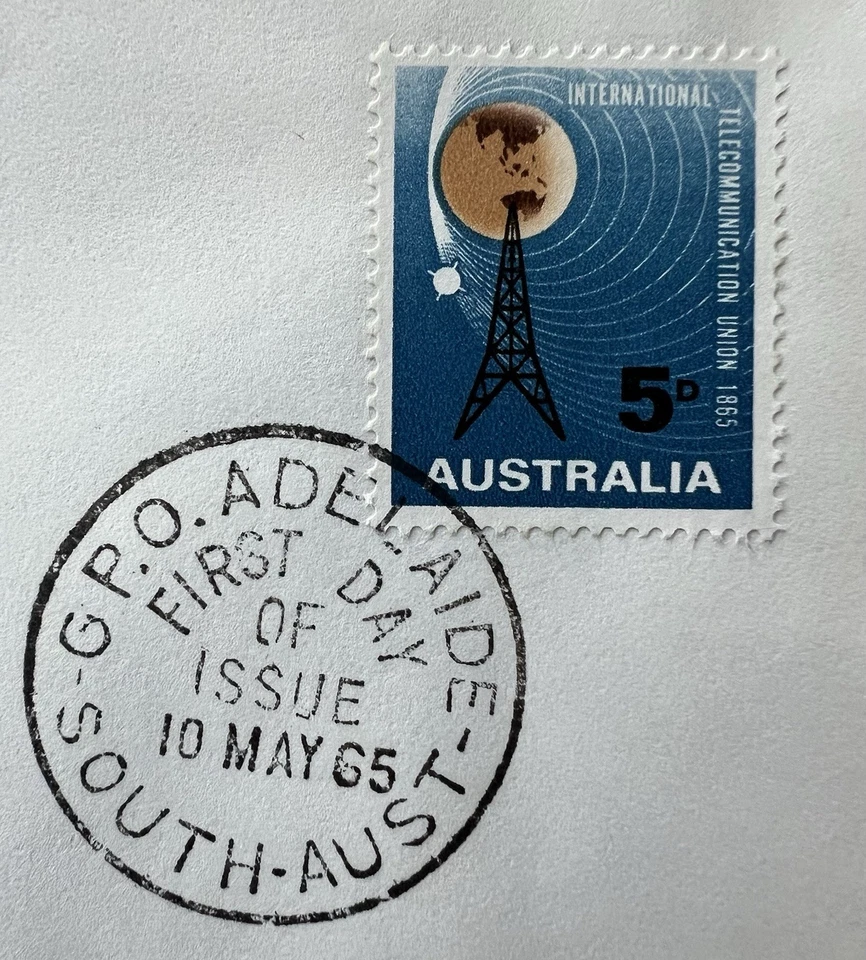 INTERNATIONAL
TELECOMMUNICATION UNION 1865
5D
AUSTRALIA
G.P.O. ADELAIDE-
FIRST DAY
OF
ISSUE
10 MAY 65
-SOUTH-AUST-